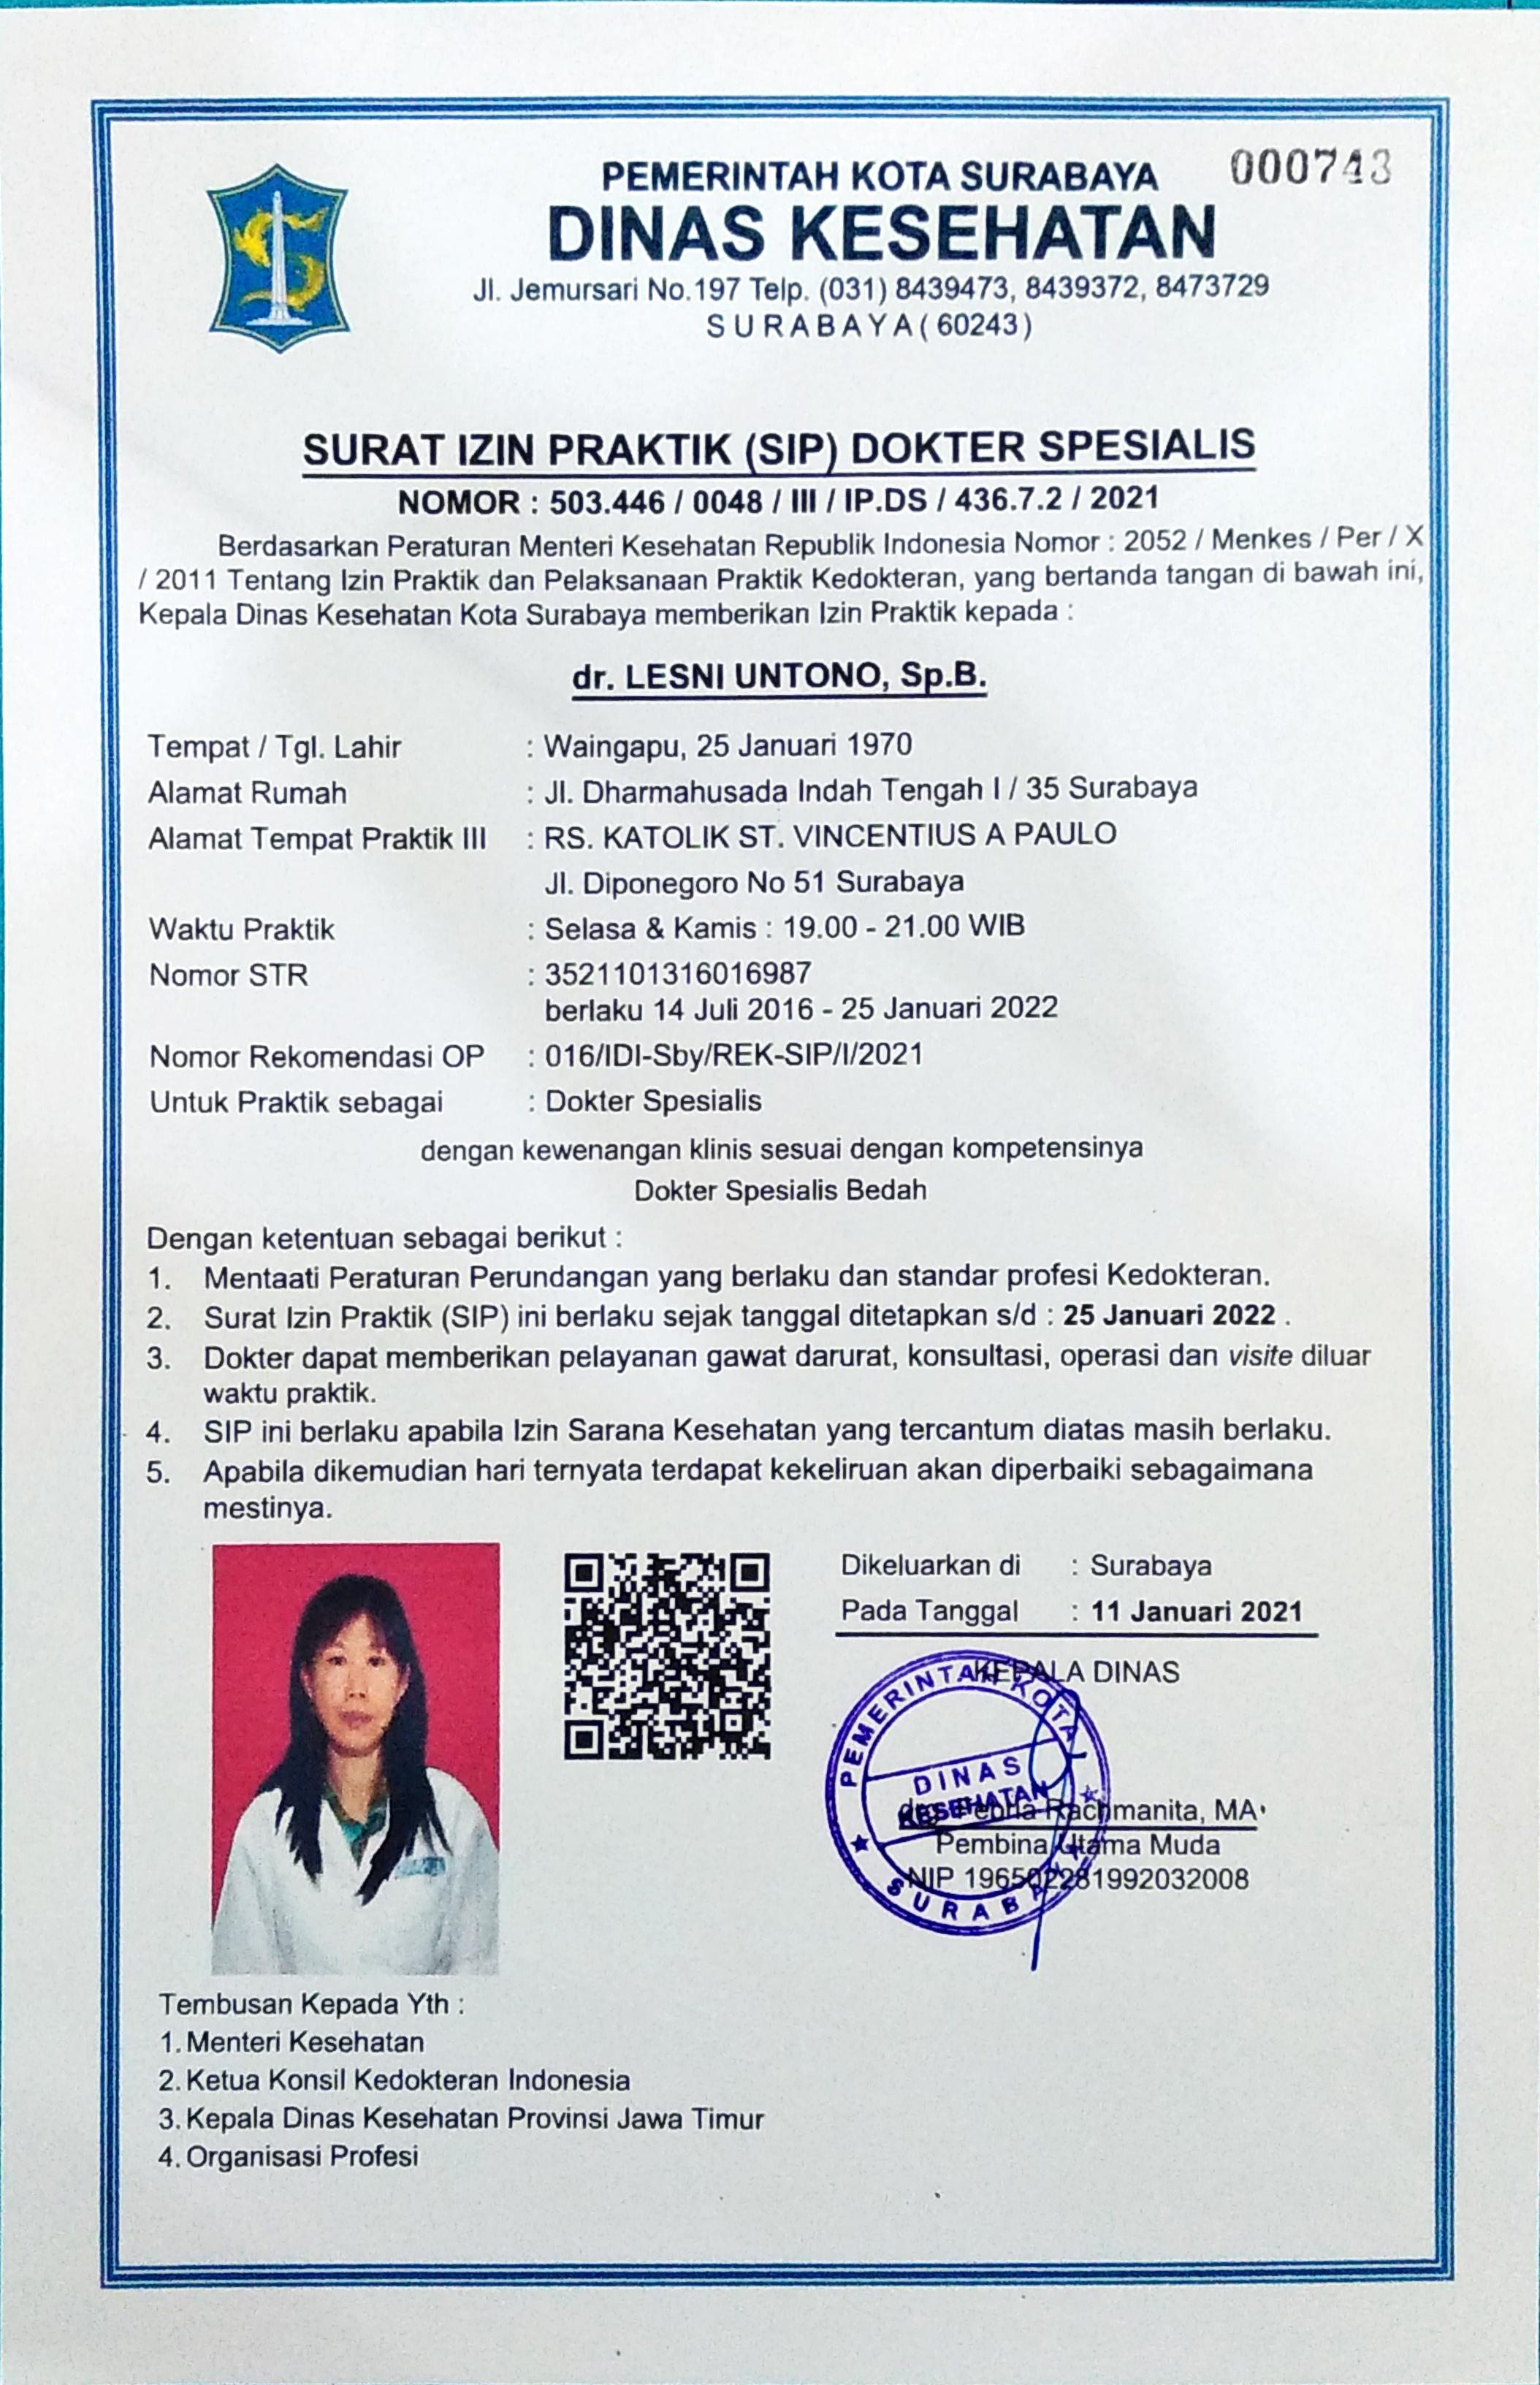 PEMERINTAH KOTA SURABAYA
000743
DINAS KESEHATAN
Jl. Jemursari No.197 Telp. (031) 8439473, 8439372, 8473729
SURABAYA (60243)
SURAT IZIN PRAKTIK (SIP) DOKTER SPESIALIS
NOMOR : 503.446 / 0048 / III / IP.DS / 436.7.2 / 2021
Berdasarkan Peraturan Menteri Kesehatan Republik Indonesia Nomor : 2052 / Menkes / Per / X
/ 2011 Tentang Izin Praktik dan Pelaksanaan Praktik Kedokteran, yang bertanda tangan di bawah ini,
Kepala Dinas Kesehatan Kota Surabaya memberikan Izin Praktik kepada :
dr. LESNI UNTONO, Sp.B.
Tempat / Tgl. Lahir : Waingapu, 25 Januari 1970
Alamat Rumah : Jl. Dharmahusada Indah Tengah I / 35 Surabaya
Alamat Tempat Praktik III : RS. KATOLIK ST. VINCENTIUS A PAULO
Jl. Diponegoro No 51 Surabaya
Waktu Praktik : Selasa & Kamis : 19.00 - 21.00 WIB
Nomor STR : 3521101316016987
berlaku 14 Juli 2016 - 25 Januari 2022
Nomor Rekomendasi OP : 016/IDI-Sby/REK-SIP/I/2021
Untuk Praktik sebagai : Dokter Spesialis
dengan kewenangan klinis sesuai dengan kompetensinya
Dokter Spesialis Bedah
Dengan ketentuan sebagai berikut :
1. Mentaati Peraturan Perundangan yang berlaku dan standar profesi Kedokteran.
2. Surat Izin Praktik (SIP) ini berlaku sejak tanggal ditetapkan s/d : 25 Januari 2022 .
3. Dokter dapat memberikan pelayanan gawat darurat, konsultasi, operasi dan visite diluar
waktu praktik.
4. SIP ini berlaku apabila Izin Sarana Kesehatan yang tercantum diatas masih berlaku.
5. Apabila dikemudian hari ternyata terdapat kekeliruan akan diperbaiki sebagaimana
mestinya.
Dikeluarkan di : Surabaya
Pada Tanggal : 11 Januari 2021
KEPALA DINAS
PEMERINTAH KOTA
DINAS
KESEHATAN
SURABAYA
Rachmanita, MA
Pembina Utama Muda
NIP 196502281992032008
Tembusan Kepada Yth :
1. Menteri Kesehatan
2. Ketua Konsil Kedokteran Indonesia
3. Kepala Dinas Kesehatan Provinsi Jawa Timur
4. Organisasi Profesi